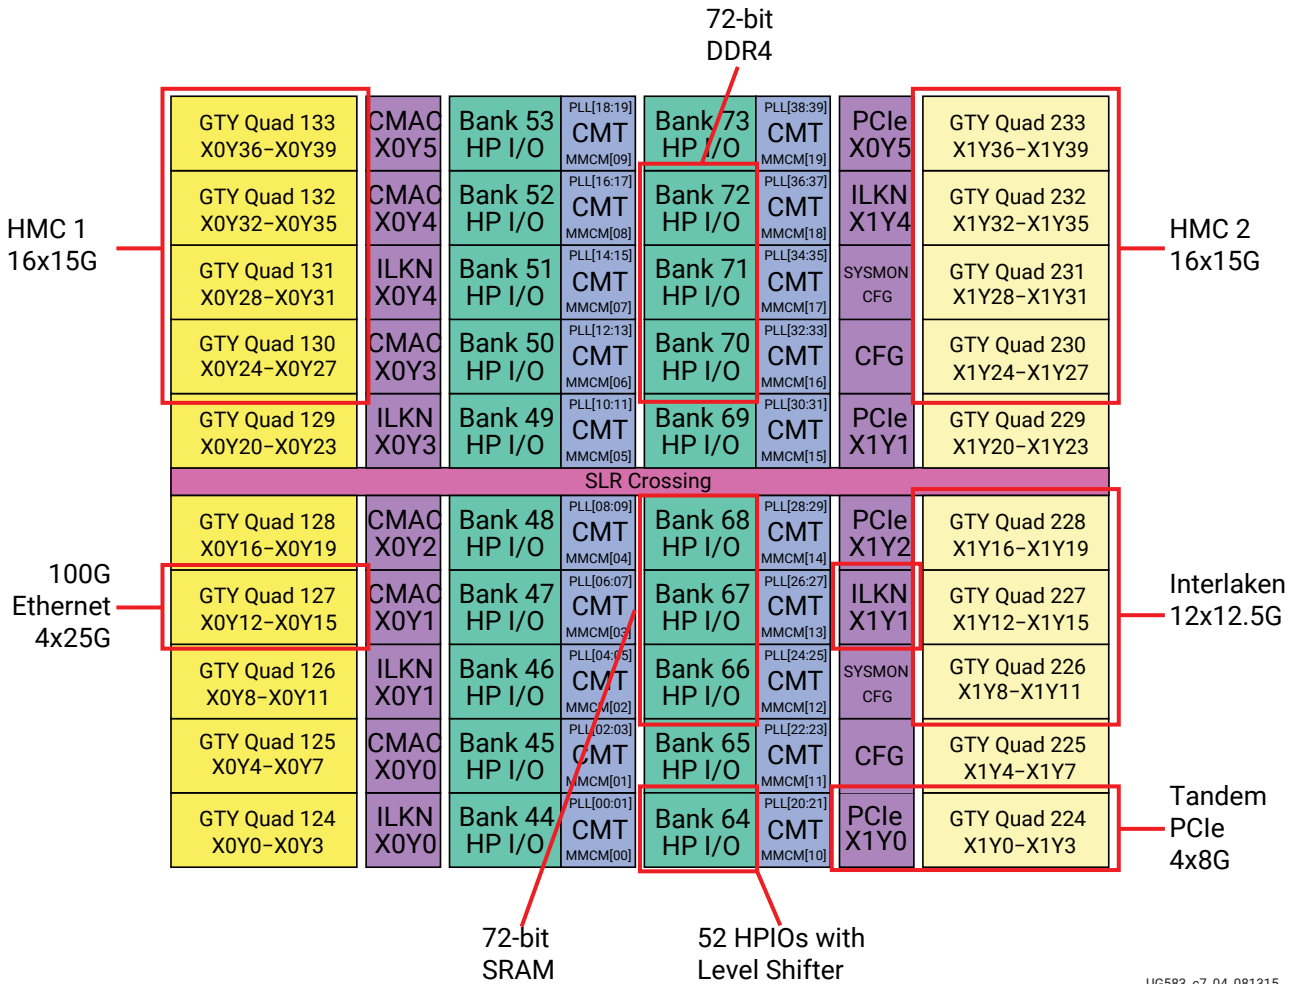 72-bit
DDR4
GTY Quad 133
X0Y36-X0Y39
CMAC
X0Y5
Bank 53
HP I/O
PLL[18:19]
CMT
MMCM[09]
Bank 73
HP I/O
PLL[38:39]
CMT
MMCM[19]
PCIe
X0Y5
GTY Quad 233
X1Y36-X1Y39
GTY Quad 132
X0Y32-X0Y35
CMAC
X0Y4
Bank 52
HP I/O
PLL[16:17]
CMT
MMCM[08]
Bank 72
HP I/O
PLL[36:37]
CMT
MMCM[18]
ILKN
X1Y4
GTY Quad 232
X1Y32-X1Y35
HMC 1
16x15G
HMC 2
16x15G
GTY Quad 131
X0Y28-X0Y31
ILKN
X0Y4
Bank 51
HP I/O
PLL[14:15]
CMT
MMCM[07]
Bank 71
HP I/O
PLL[34:35]
CMT
MMCM[17]
SYSMON
CFG
GTY Quad 231
X1Y28-X1Y31
GTY Quad 130
X0Y24-X0Y27
CMAC
X0Y3
Bank 50
HP I/O
PLL[12:13]
CMT
MMCM[06]
Bank 70
HP I/O
PLL[32:33]
CMT
MMCM[16]
CFG
GTY Quad 230
X1Y24-X1Y27
GTY Quad 129
X0Y20-X0Y23
ILKN
X0Y3
Bank 49
HP I/O
PLL[10:11]
CMT
MMCM[05]
Bank 69
HP I/O
PLL[30:31]
CMT
MMCM[15]
PCIe
X1Y1
GTY Quad 229
X1Y20-X1Y23
SLR Crossing
GTY Quad 128
X0Y16-X0Y19
CMAC
X0Y2
Bank 48
HP I/O
PLL[08:09]
CMT
MMCM[04]
Bank 68
HP I/O
PLL[28:29]
CMT
MMCM[14]
PCIe
X1Y2
GTY Quad 228
X1Y16-X1Y19
100G
Ethernet
4x25G
GTY Quad 127
X0Y12-X0Y15
CMAC
X0Y1
Bank 47
HP I/O
PLL[06:07]
CMT
MMCM[03]
Bank 67
HP I/O
PLL[26:27]
CMT
MMCM[13]
ILKN
X1Y1
GTY Quad 227
X1Y12-X1Y15
Interlaken
12x12.5G
GTY Quad 126
X0Y8-X0Y11
ILKN
X0Y1
Bank 46
HP I/O
PLL[04:05]
CMT
MMCM[02]
Bank 66
HP I/O
PLL[24:25]
CMT
MMCM[12]
SYSMON
CFG
GTY Quad 226
X1Y8-X1Y11
GTY Quad 125
X0Y4-X0Y7
CMAC
X0Y0
Bank 45
HP I/O
PLL[02:03]
CMT
MMCM[01]
Bank 65
HP I/O
PLL[22:23]
CMT
MMCM[11]
CFG
GTY Quad 225
X1Y4-X1Y7
GTY Quad 124
X0Y0-X0Y3
ILKN
X0Y0
Bank 44
HP I/O
PLL[00:01]
CMT
MMCM[00]
Bank 64
HP I/O
PLL[20:21]
CMT
MMCM[10]
PCIe
X1Y0
GTY Quad 224
X1Y0-X1Y3
Tandem
PCIe
4x8G
72-bit
SRAM
52 HPIOs with
Level Shifter
UG583_c7_04_081315